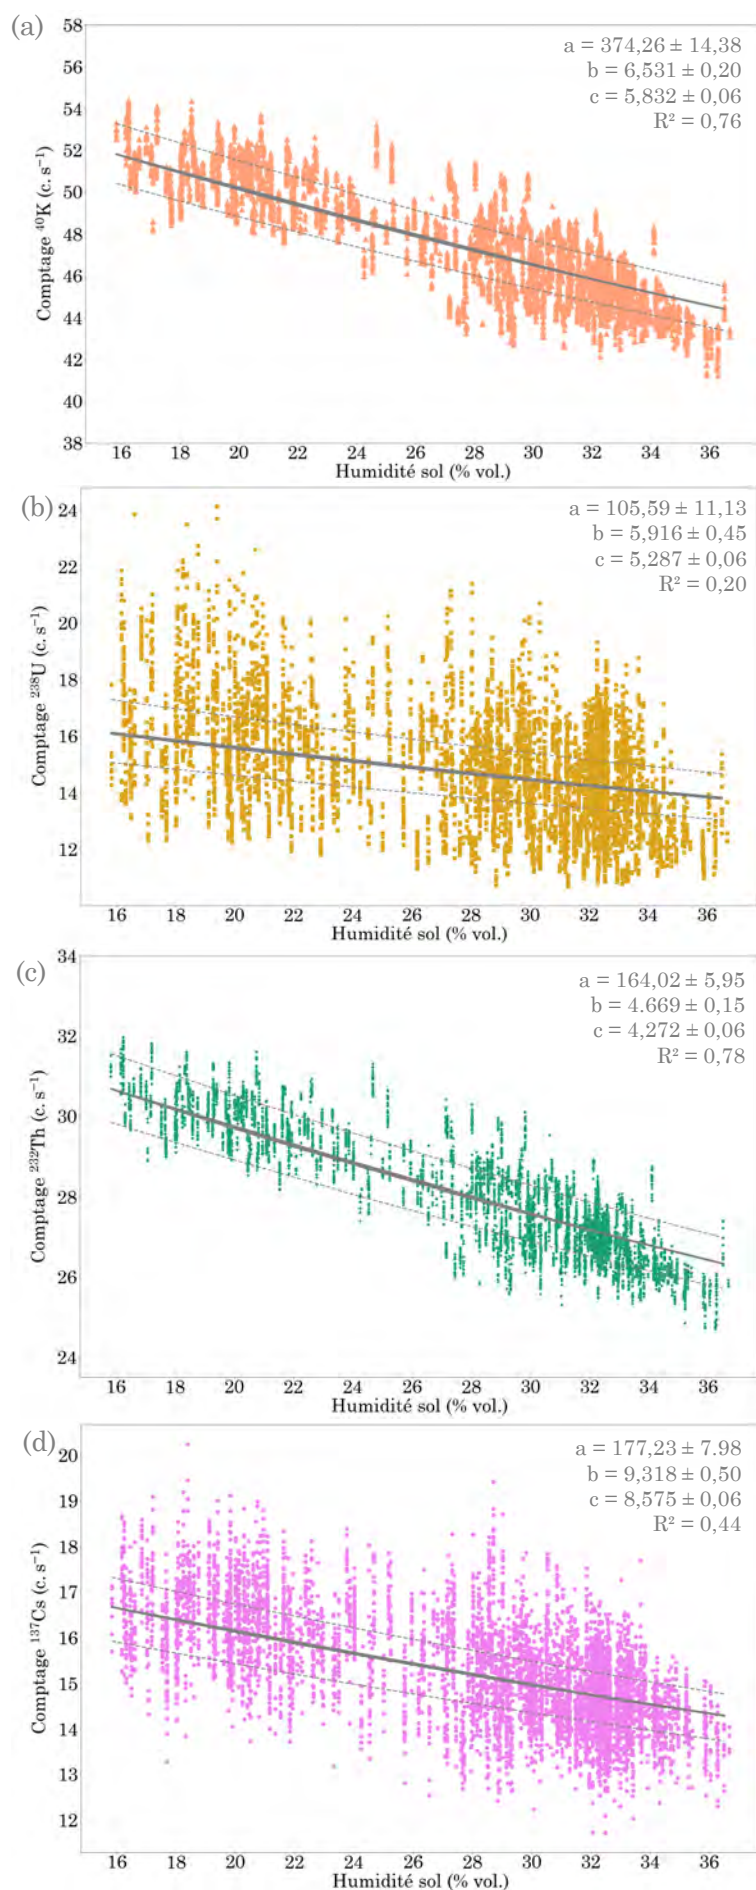 (a)
a = 374,26 ± 14,38
b = 6,531 ± 0,20
c = 5,832 ± 0,06
R² = 0,76
Comptage ⁴⁰K (c. s⁻¹)
58
56
54
52
50
48
46
44
42
40
38
16 18 20 22 24 26 28 30 32 34 36
Humidité sol (% vol.)
(b)
a = 105,59 ± 11,13
b = 5,916 ± 0,45
c = 5,287 ± 0,06
R² = 0,20
Comptage ²³⁸U (c. s⁻¹)
24
22
20
18
16
14
12
16 18 20 22 24 26 28 30 32 34 36
Humidité sol (% vol.)
(c)
a = 164,02 ± 5,95
b = 4.669 ± 0,15
c = 4,272 ± 0,06
R² = 0,78
Comptage ²³²Th (c. s⁻¹)
34
32
30
28
26
24
16 18 20 22 24 26 28 30 32 34 36
Humidité sol (% vol.)
(d)
a = 177,23 ± 7.98
b = 9,318 ± 0,50
c = 8,575 ± 0,06
R² = 0,44
Comptage ¹³⁷Cs (c. s⁻¹)
20
19
18
17
16
15
14
13
12
16 18 20 22 24 26 28 30 32 34 36
Humidité sol (% vol.)